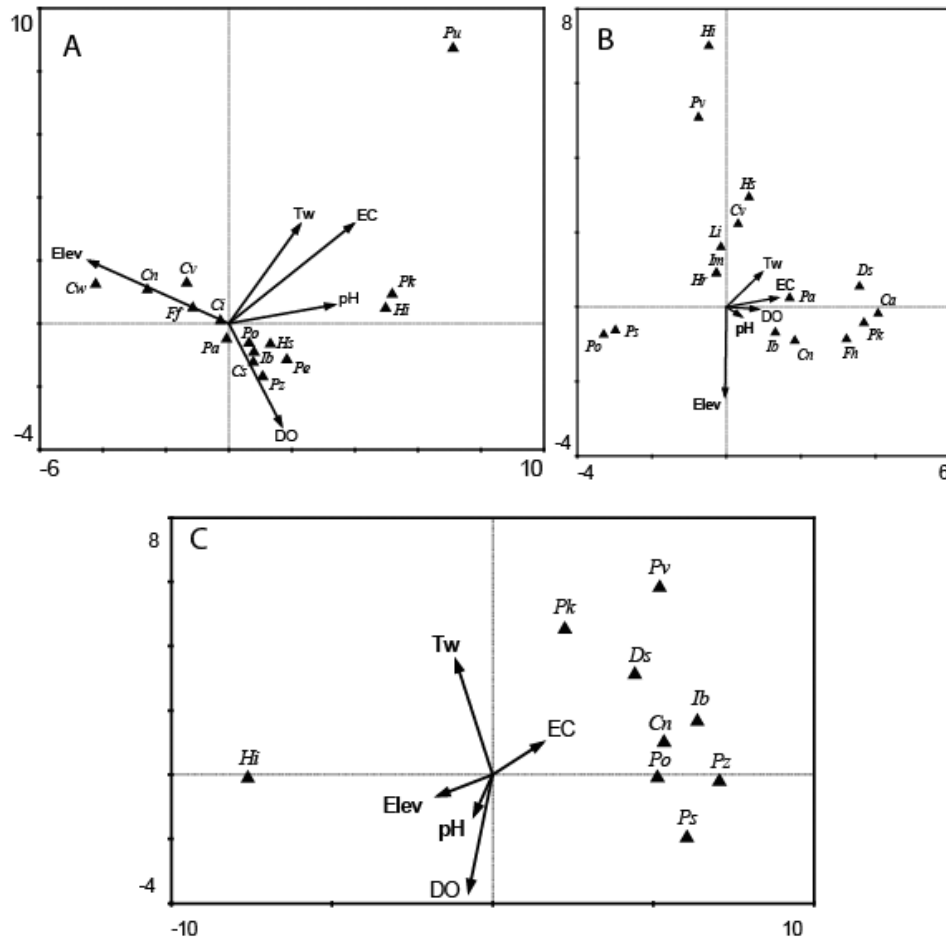 10
A
Pu
Tw
EC
Elev
Cw
Cn
Cv
Ff
Ci
pH
Pk
Hi
Pa
Po
Hs
Ib
Cs
Pe
Pz
DO
-4
-6
10
8
B
Hi
Pv
Hs
Cv
Li
Im
Hr
Tw
EC
Pa
DO
pH
Ds
Ca
Pk
Fh
Po
Ps
Ib
Cn
Elev
-4
-4
6
8
C
Pv
Pk
Tw
Ds
Ib
EC
Cn
Hi
Po
Pz
Elev
pH
Ps
DO
-4
-10
10